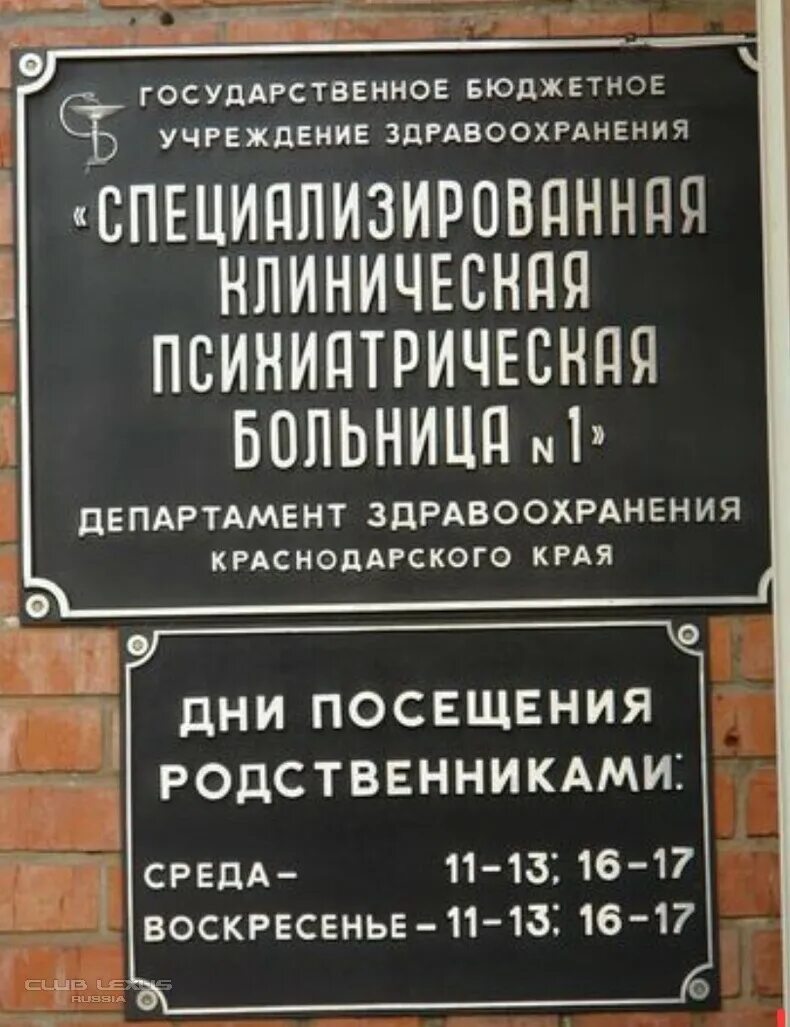 ГОСУДАРСТВЕННОЕ БЮДЖЕТНОЕ
УЧРЕЖДЕНИЕ ЗДРАВООХРАНЕНИЯ
«СПЕЦИАЛИЗИРОВАННАЯ
КЛИНИЧЕСКАЯ
ПСИХИАТРИЧЕСКАЯ
БОЛЬНИЦА N1»
ДЕПАРТАМЕНТ ЗДРАВООХРАНЕНИЯ
КРАСНОДАРСКОГО КРАЯ
ДНИ ПОСЕЩЕНИЯ
РОДСТВЕННИКАМИ:
СРЕДА – 11–13; 16–17
ВОСКРЕСЕНЬЕ – 11–13; 16–17
CLUB LEXUS
RUSSIA